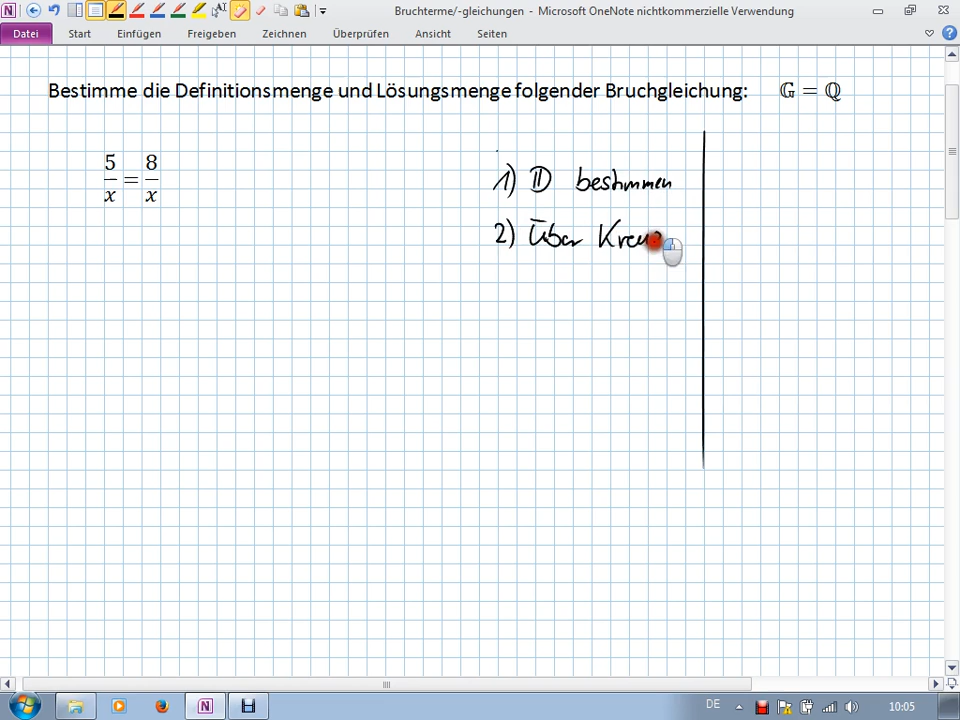 Bruchterme/-gleichungen - Microsoft OneNote nichtkommerzielle Verwendung
Datei Start Einfügen Freigeben Zeichnen Überprüfen Ansicht Seiten
Bestimme die Definitionsmenge und Lösungsmenge folgender Bruchgleichung: 𝔾 = ℚ
5/x = 8/x
1) 𝔻 bestimmen
2) Über Kreuz
DE 10:05